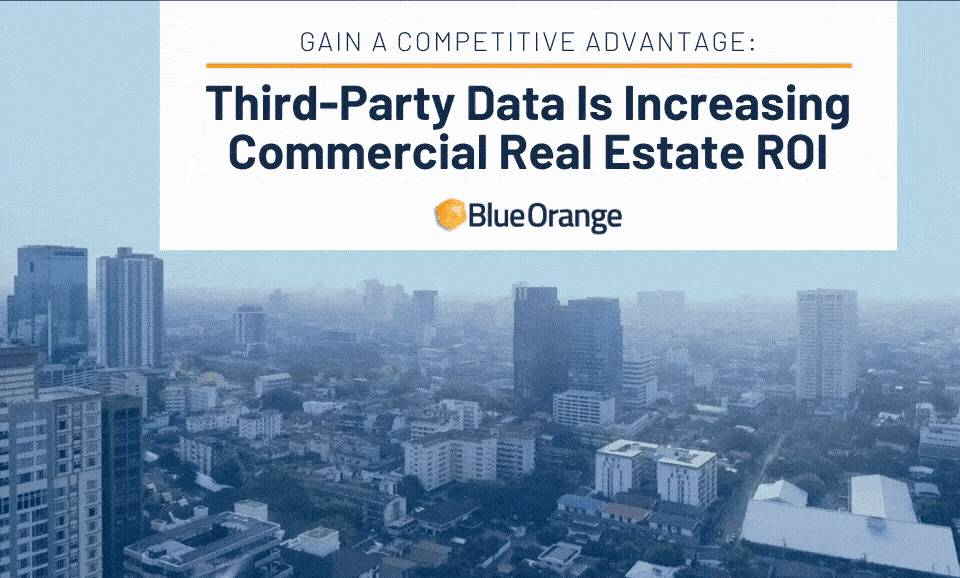 GAIN A COMPETITIVE ADVANTAGE:
Third-Party Data Is Increasing
Commercial Real Estate ROI
BlueOrange